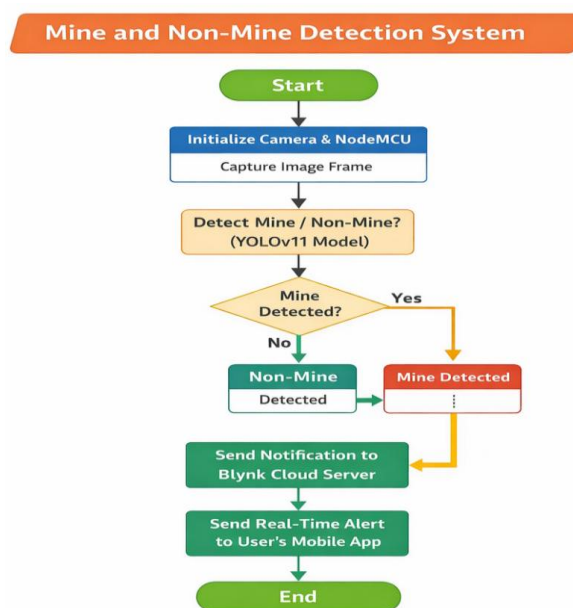 Mine and Non-Mine Detection System
Start
Initialize Camera & NodeMCU
Capture Image Frame
Detect Mine / Non-Mine?
(YOLOv11 Model)
Mine
Detected?
Yes
No
Non-Mine
Detected
Mine Detected
Send Notification to
Blynk Cloud Server
Send Real-Time Alert
to User's Mobile App
End